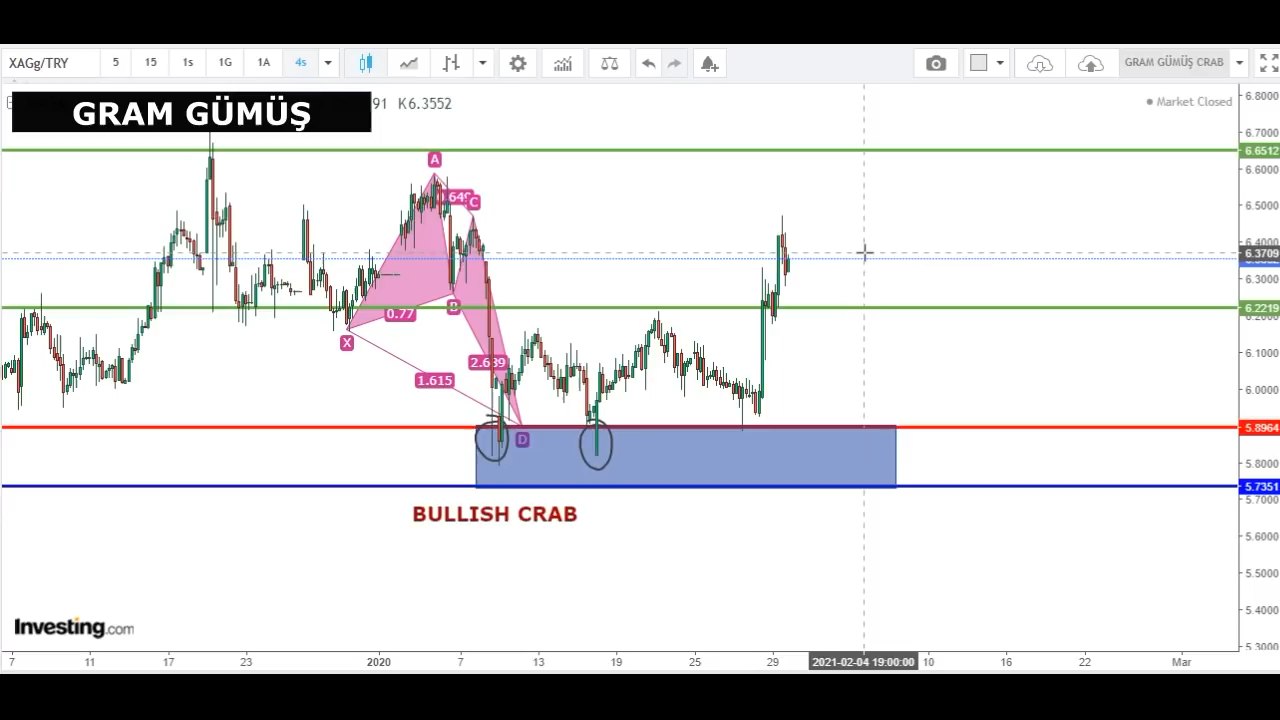 XAGg/TRY 5 15 1s 1G 1A 4s GRAM GÜMÜŞ CRAB
GRAM GÜMÜŞ
91 K6.3552
Market Closed
6.8000
6.7000
6.6512
6.6000
6.5000
6.4000
6.3709
6.3000
6.2219
6.1000
6.0000
5.8964
5.8000
5.7351
5.7000
5.6000
5.5000
5.4000
5.3000
A
C
0.77
B
X
1.615
D
BULLISH CRAB
Investing.com
7 11 17 23 2020 7 13 19 25 29 2021-02-04 19:00:00 10 16 22 Mar